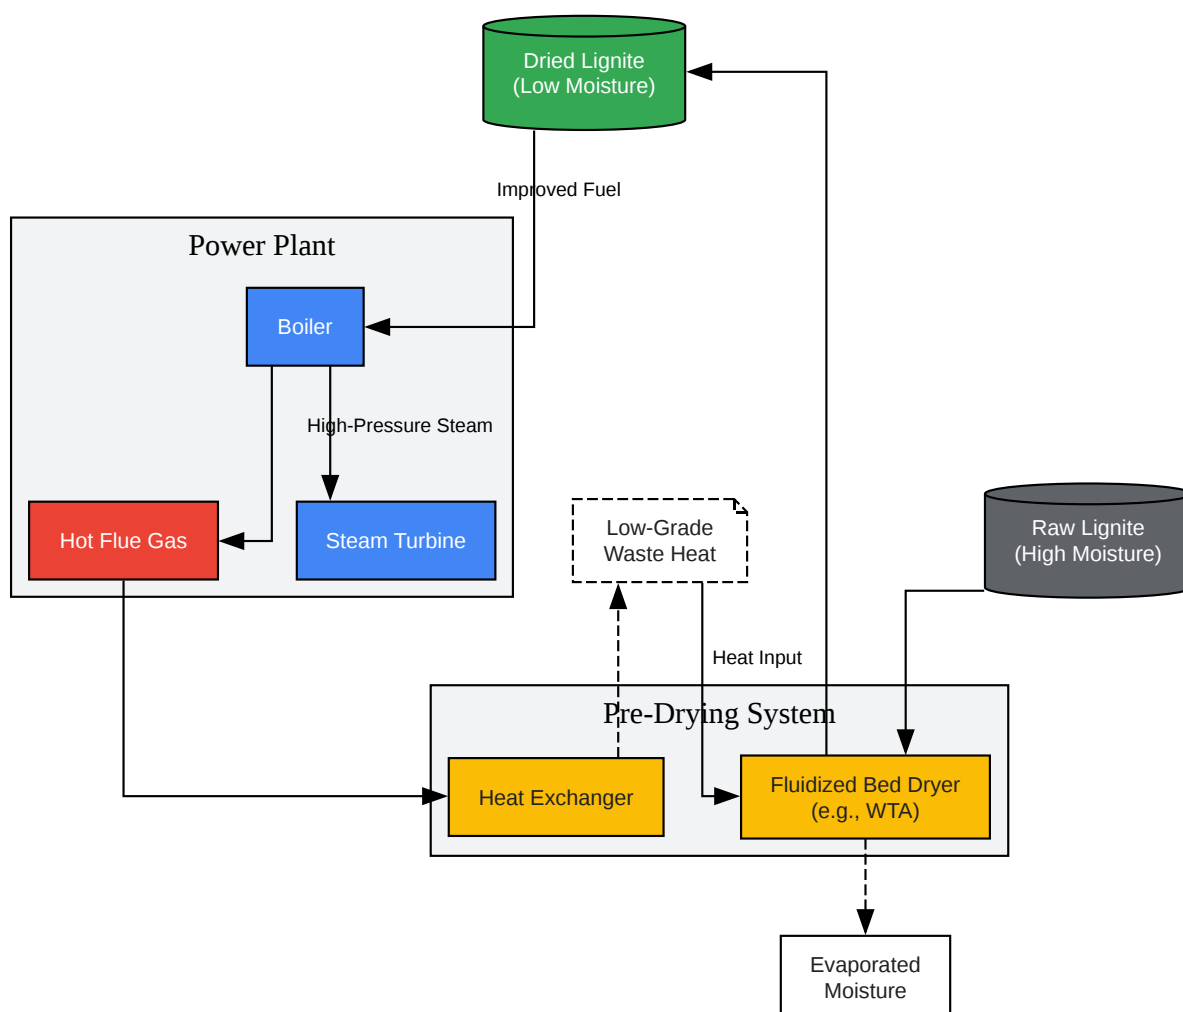 Dried Lignite
(Low Moisture)
Improved Fuel
Power Plant
Boiler
High-Pressure Steam
Hot Flue Gas
Steam Turbine
Low-Grade
Waste Heat
Raw Lignite
(High Moisture)
Heat Input
Pre-Drying System
Heat Exchanger
Fluidized Bed Dryer
(e.g., WTA)
Evaporated
Moisture